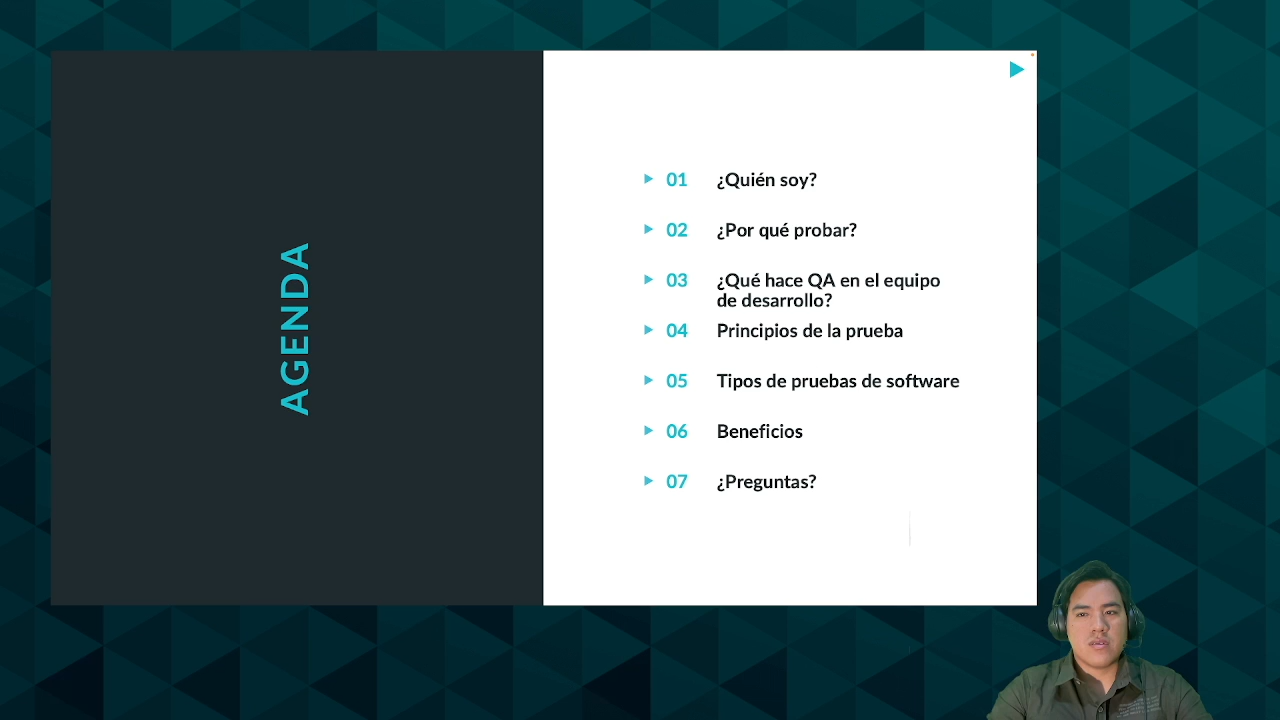 AGENDA
01 ¿Quién soy?
02 ¿Por qué probar?
03 ¿Qué hace QA en el equipo
de desarrollo?
04 Principios de la prueba
05 Tipos de pruebas de software
06 Beneficios
07 ¿Preguntas?